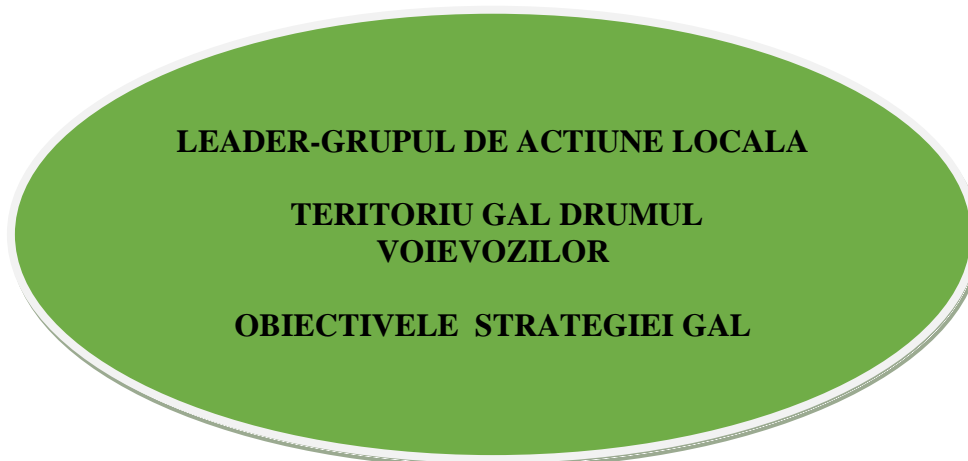 LEADER-GRUPUL DE ACTIUNE LOCALA
TERITORIU GAL DRUMUL
VOIEVOZILOR
OBIECTIVELE STRATEGIEI GAL